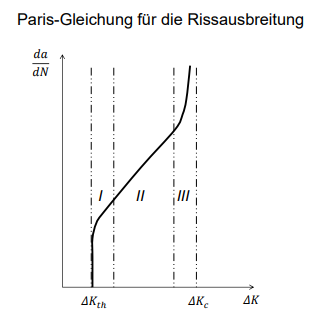 Paris-Gleichung für die Rissausbreitung
da
dN
I II III
ΔK_th ΔK_c ΔK